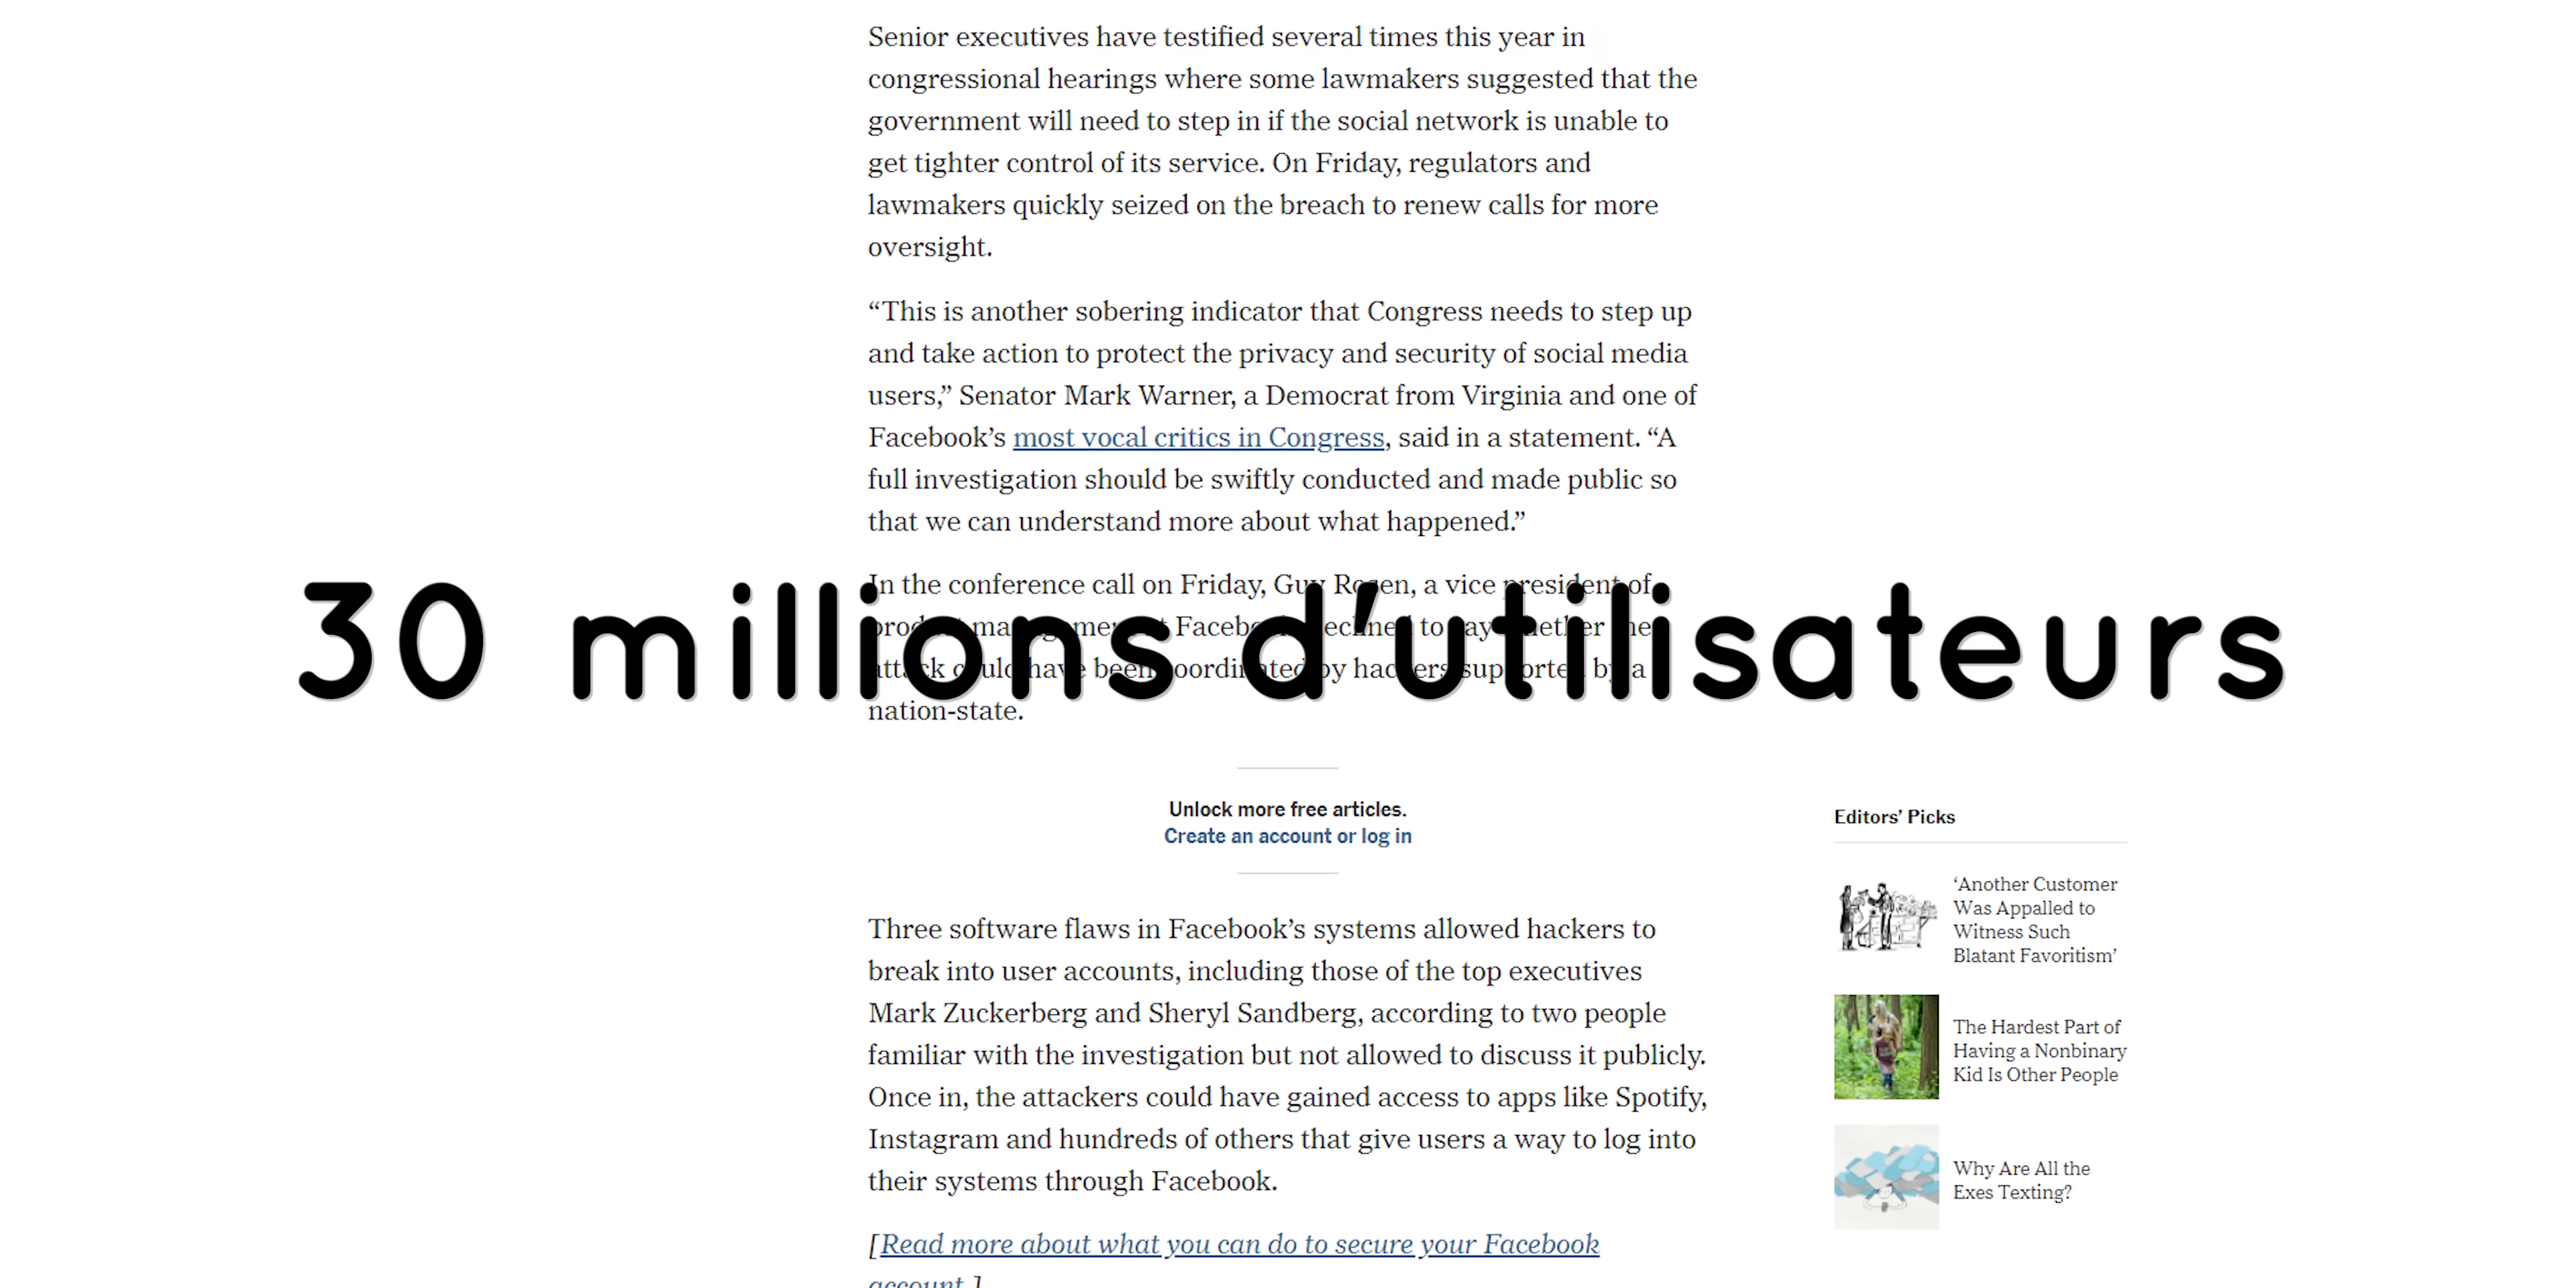 Senior executives have testified several times this year in
congressional hearings where some lawmakers suggested that the
government will need to step in if the social network is unable to
get tighter control of its service. On Friday, regulators and
lawmakers quickly seized on the breach to renew calls for more
oversight.
“This is another sobering indicator that Congress needs to step up
and take action to protect the privacy and security of social media
users,” Senator Mark Warner, a Democrat from Virginia and one of
Facebook’s most vocal critics in Congress, said in a statement. “A
full investigation should be swiftly conducted and made public so
that we can understand more about what happened.”
In the conference call on Friday, Guy Rosen, a vice president of
product management at Facebook, declined to say whether the
attack could have been coordinated by hackers supported by a
nation-state.
30 millions d'utilisateurs
Unlock more free articles.
Create an account or log in
Three software flaws in Facebook’s systems allowed hackers to
break into user accounts, including those of the top executives
Mark Zuckerberg and Sheryl Sandberg, according to two people
familiar with the investigation but not allowed to discuss it publicly.
Once in, the attackers could have gained access to apps like Spotify,
Instagram and hundreds of others that give users a way to log into
their systems through Facebook.
[Read more about what you can do to secure your Facebook
account.]
Editors’ Picks
‘Another Customer
Was Appalled to
Witness Such
Blatant Favoritism’
The Hardest Part of
Having a Nonbinary
Kid Is Other People
Why Are All the
Exes Texting?